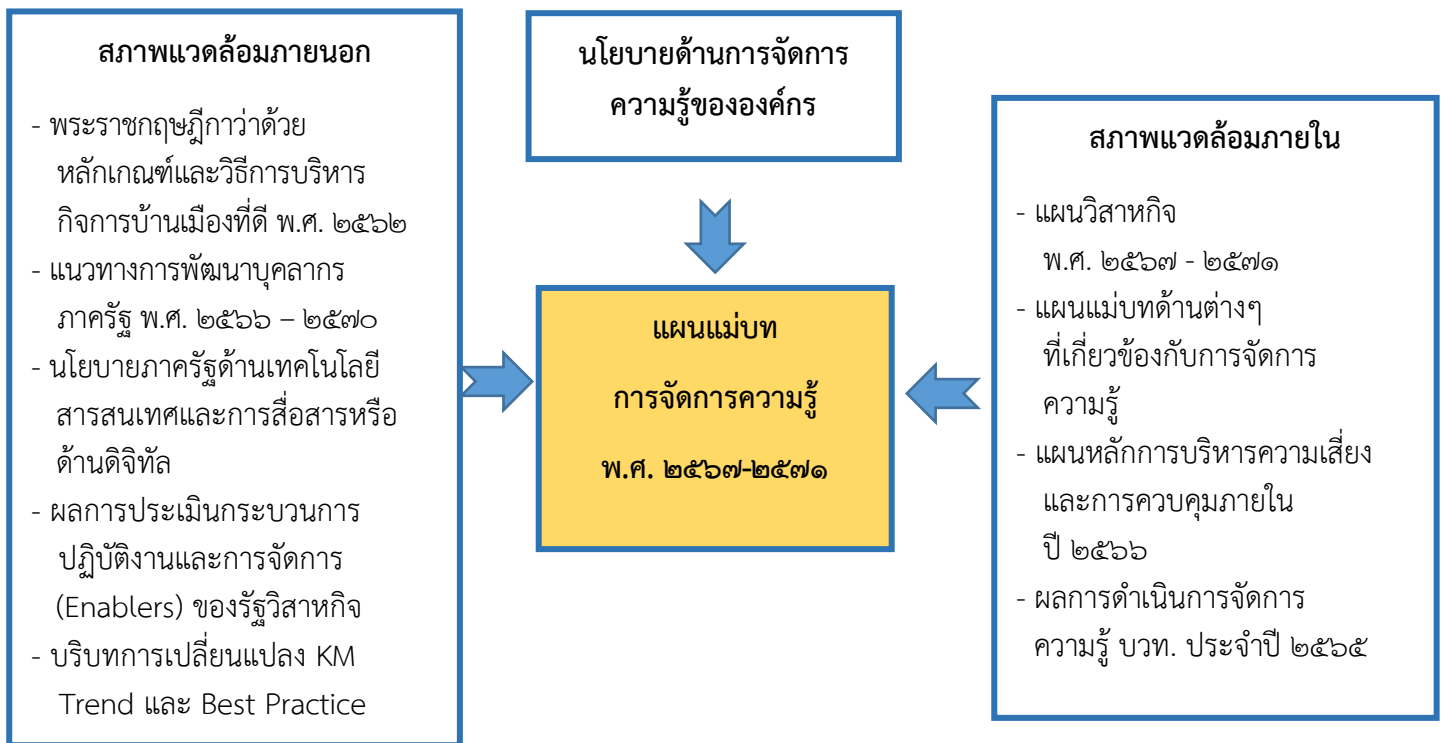 สภาพแวดล้อมภายนอก
- พระราชกฤษฎีกาว่าด้วย
หลักเกณฑ์และวิธีการบริหาร
กิจการบ้านเมืองที่ดี พ.ศ. ๒๕๖๒
- แนวทางการพัฒนาบุคลากร
ภาครัฐ พ.ศ. ๒๕๖๖ – ๒๕๗๐
- นโยบายภาครัฐด้านเทคโนโลยี
สารสนเทศและการสื่อสารหรือ
ด้านดิจิทัล
- ผลการประเมินกระบวนการ
ปฏิบัติงานและการจัดการ
(Enablers) ของรัฐวิสาหกิจ
- บริบทการเปลี่ยนแปลง KM
Trend และ Best Practice
นโยบายด้านการจัดการ
ความรู้ขององค์กร
แผนแม่บท
การจัดการความรู้
พ.ศ. ๒๕๖๗-๒๕๗๑
สภาพแวดล้อมภายใน
- แผนวิสาหกิจ
พ.ศ. ๒๕๖๗ - ๒๕๗๑
- แผนแม่บทด้านต่างๆ
ที่เกี่ยวข้องกับการจัดการ
ความรู้
- แผนหลักการบริหารความเสี่ยง
และการควบคุมภายใน
ปี ๒๕๖๖
- ผลการดำเนินการจัดการ
ความรู้ บวท. ประจำปี ๒๕๖๕